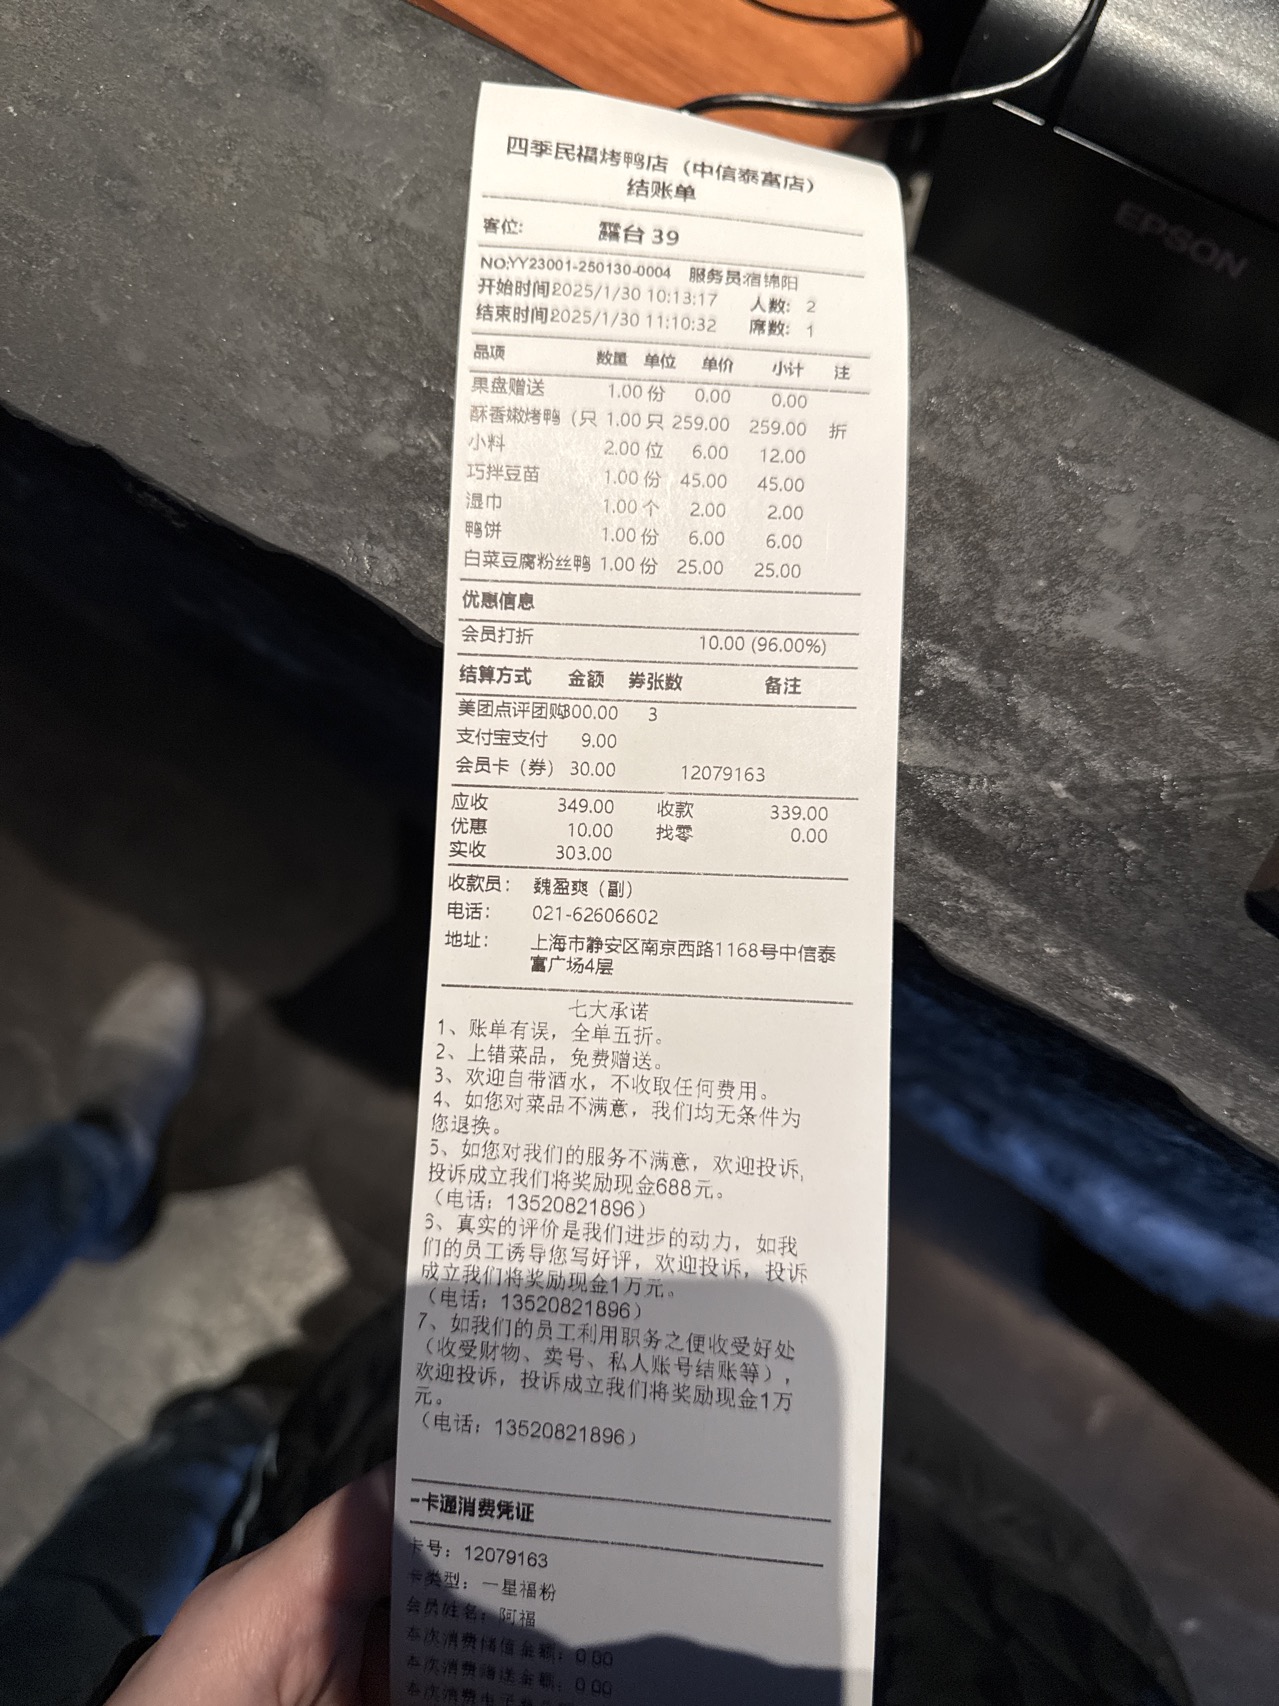 EPSON
四季民福烤鸭店（中信泰富店）
结账单
客位: 露台 39
NO:YY23001-250130-0004 服务员:宿锦阳
开始时间2025/1/30 10:13:17 人数: 2
结束时间2025/1/30 11:10:32 席数: 1
品项 数量 单位 单价 小计 注
果盘赠送 1.00 份 0.00 0.00
酥香嫩烤鸭（只 1.00 只 259.00 259.00 折
小料 2.00 位 6.00 12.00
巧拌豆苗 1.00 份 45.00 45.00
湿巾 1.00 个 2.00 2.00
鸭饼 1.00 份 6.00 6.00
白菜豆腐粉丝鸭 1.00 份 25.00 25.00
优惠信息
会员打折 10.00 (96.00%)
结算方式 金额 券张数 备注
美团点评团购300.00 3
支付宝支付 9.00
会员卡（券） 30.00 12079163
应收 349.00 收款 339.00
优惠 10.00 找零 0.00
实收 303.00
收款员: 魏盈爽（副）
电话: 021-62606602
地址: 上海市静安区南京西路1168号中信泰
富广场4层
七大承诺
1、账单有误，全单五折。
2、上错菜品，免费赠送。
3、欢迎自带酒水，不收取任何费用。
4、如您对菜品不满意，我们均无条件为
您退换。
5、如您对我们的服务不满意，欢迎投诉,
投诉成立我们将奖励现金688元。
（电话：13520821896）
6、真实的评价是我们进步的动力，如我
们的员工诱导您写好评，欢迎投诉，投诉
成立我们将奖励现金1万元。
（电话：13520821896）
7、如我们的员工利用职务之便收受好处
（收受财物、卖号、私人账号结账等），
欢迎投诉，投诉成立我们将奖励现金1万
元。
（电话：13520821896）
一卡通消费凭证
卡号：12079163
卡类型：一星福粉
会员姓名：阿福
本次消费储值金额：0.00
本次消费赠送金额：0.00